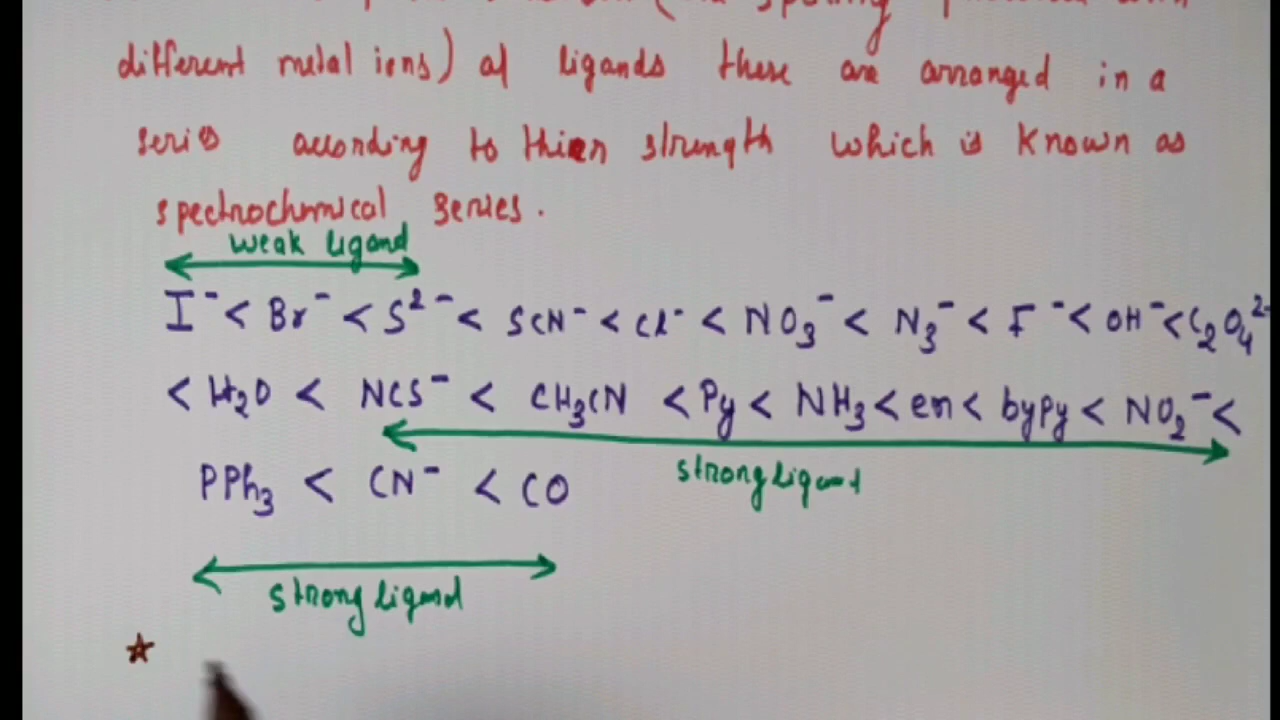 different metal ions) of ligands these are arranged in a
series according to thier strength which is known as
spectrochemical series.
weak ligand
I⁻ < Br⁻ < S²⁻ < SCN⁻ < Cl⁻ < NO₃⁻ < N₃⁻ < F⁻ < OH⁻ < C₂O₄²⁻
< H₂O < NCS⁻ < CH₃CN < Py < NH₃ < en < bypy < NO₂⁻ <
strong ligant
PPh₃ < CN⁻ < CO
strong ligand